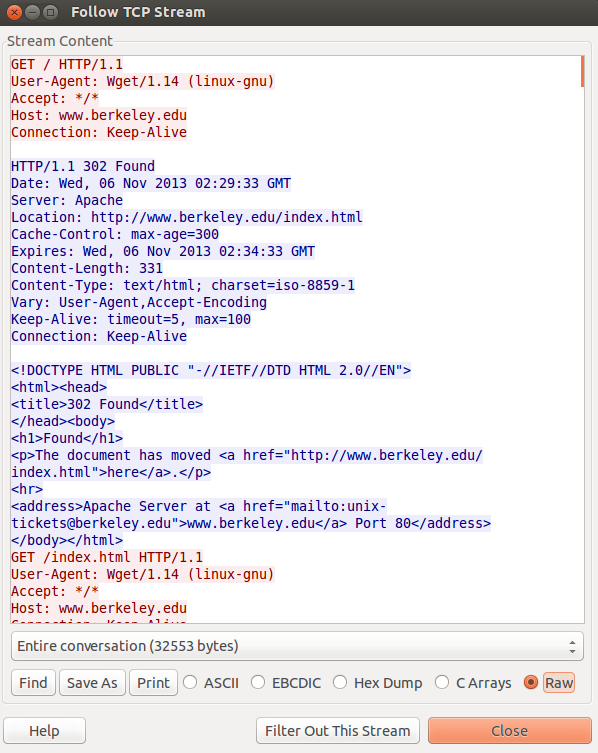 Follow TCP Stream
Stream Content
GET / HTTP/1.1
User-Agent: Wget/1.14 (linux-gnu)
Accept: */*
Host: www.berkeley.edu
Connection: Keep-Alive

HTTP/1.1 302 Found
Date: Wed, 06 Nov 2013 02:29:33 GMT
Server: Apache
Location: http://www.berkeley.edu/index.html
Cache-Control: max-age=300
Expires: Wed, 06 Nov 2013 02:34:33 GMT
Content-Length: 331
Content-Type: text/html; charset=iso-8859-1
Vary: User-Agent,Accept-Encoding
Keep-Alive: timeout=5, max=100
Connection: Keep-Alive

<!DOCTYPE HTML PUBLIC "-//IETF//DTD HTML 2.0//EN">
<html><head>
<title>302 Found</title>
</head><body>
<h1>Found</h1>
<p>The document has moved <a href="http://www.berkeley.edu/
index.html">here</a>.</p>
<hr>
<address>Apache Server at <a href="mailto:unix-
tickets@berkeley.edu">www.berkeley.edu</a> Port 80</address>
</body></html>
GET /index.html HTTP/1.1
User-Agent: Wget/1.14 (linux-gnu)
Accept: */*
Host: www.berkeley.edu
Connection: Keep-Alive
Entire conversation (32553 bytes)
Find Save As Print ASCII EBCDIC Hex Dump C Arrays Raw
Help Filter Out This Stream Close